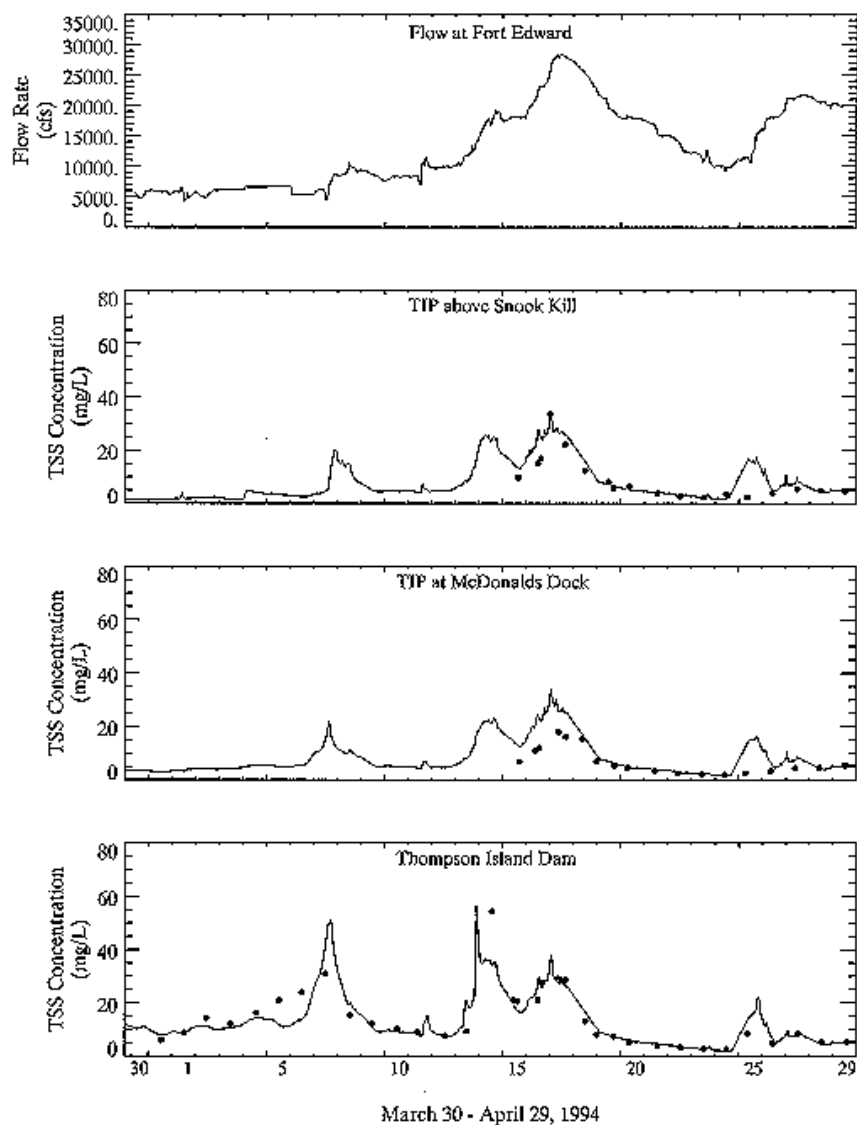 Flow at Fort Edward
Flow Rate
(cfs)
35000.
30000.
25000.
20000.
15000.
10000.
5000.
0.
TIP above Snook Kill
TSS Concentration
(mg/L)
80
60
40
20
0
TIP at McDonalds Dock
TSS Concentration
(mg/L)
80
60
40
20
0
Thompson Island Dam
TSS Concentration
(mg/L)
80
60
40
20
0
30 1 5 10 15 20 25 29
March 30 - April 29, 1994